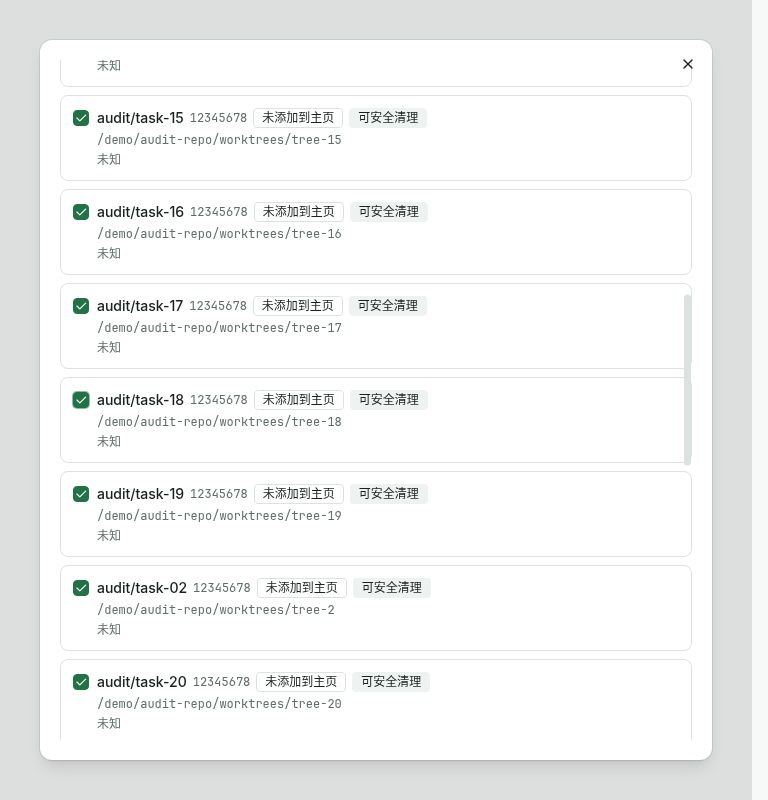 未知
audit/task-15 12345678 未添加到主页 可安全清理
/demo/audit-repo/worktrees/tree-15
未知
audit/task-16 12345678 未添加到主页 可安全清理
/demo/audit-repo/worktrees/tree-16
未知
audit/task-17 12345678 未添加到主页 可安全清理
/demo/audit-repo/worktrees/tree-17
未知
audit/task-18 12345678 未添加到主页 可安全清理
/demo/audit-repo/worktrees/tree-18
未知
audit/task-19 12345678 未添加到主页 可安全清理
/demo/audit-repo/worktrees/tree-19
未知
audit/task-02 12345678 未添加到主页 可安全清理
/demo/audit-repo/worktrees/tree-2
未知
audit/task-20 12345678 未添加到主页 可安全清理
/demo/audit-repo/worktrees/tree-20
未知